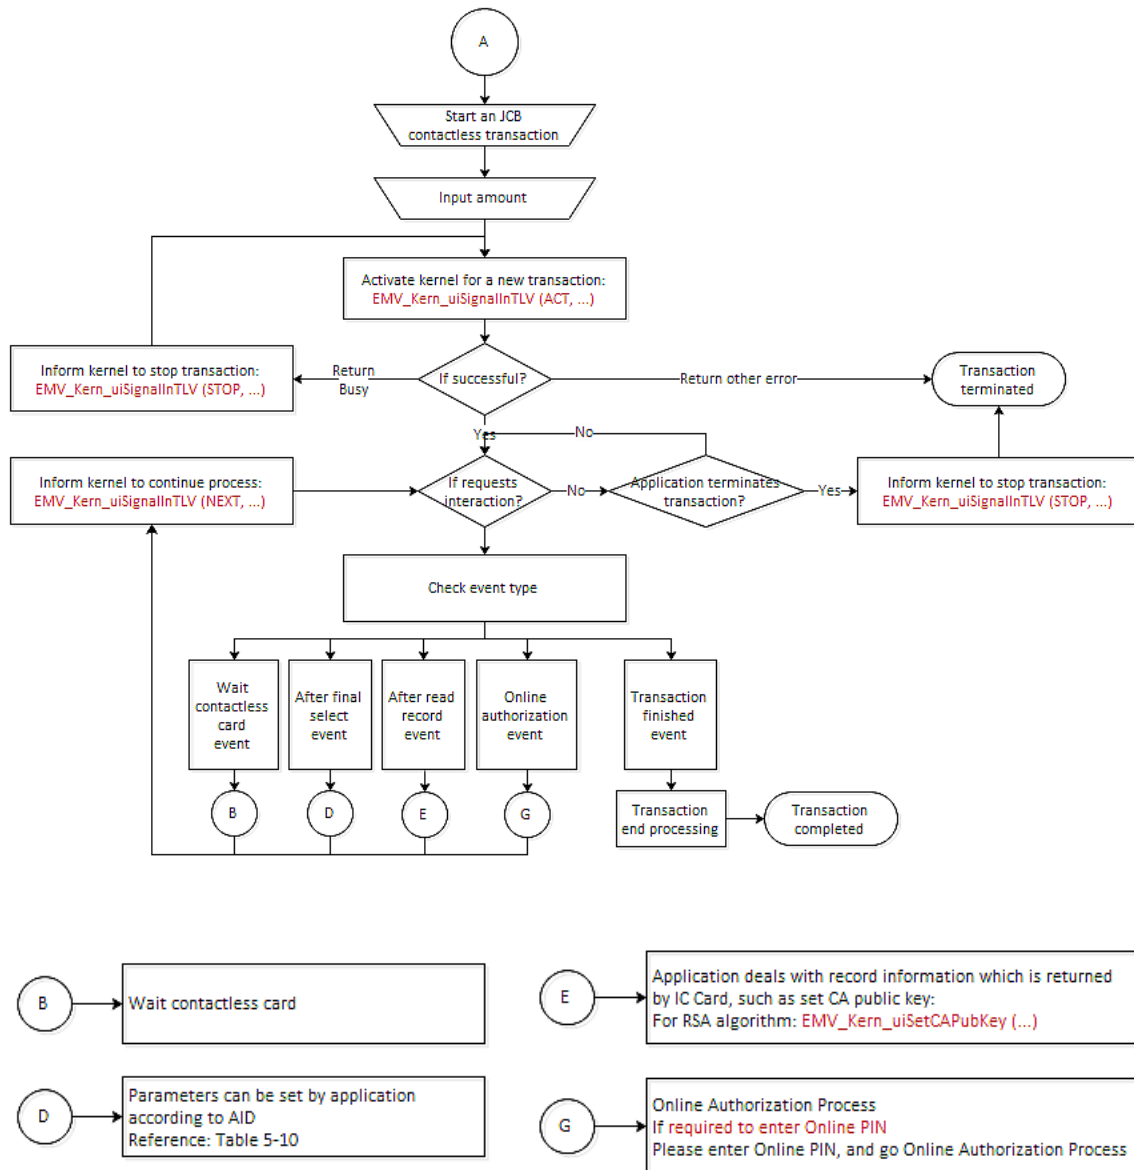 A
Start an JCB
contactless transaction
Input amount
Activate kernel for a new transaction:
EMV_Kern_uiSignalInTLV (ACT, ...)
Inform kernel to stop transaction:
EMV_Kern_uiSignalInTLV (STOP, ...)
Return
Busy
If successful?
Return other error
Transaction
terminated
Yes
No
Inform kernel to continue process:
EMV_Kern_uiSignalInTLV (NEXT, ...)
If requests
interaction?
No
Application terminates
transaction?
Yes
Inform kernel to stop transaction:
EMV_Kern_uiSignalInTLV (STOP, ...)
Check event type
Wait
contactless
card
event
After final
select
event
After read
record
event
Online
authorization
event
Transaction
finished
event
B
D
E
G
Transaction
end processing
Transaction
completed
B
Wait contactless card
E
Application deals with record information which is returned
by IC Card, such as set CA public key:
For RSA algorithm: EMV_Kern_uiSetCAPubKey (...)
D
Parameters can be set by application
according to AID
Reference: Table 5-10
G
Online Authorization Process
If required to enter Online PIN
Please enter Online PIN, and go Online Authorization Process